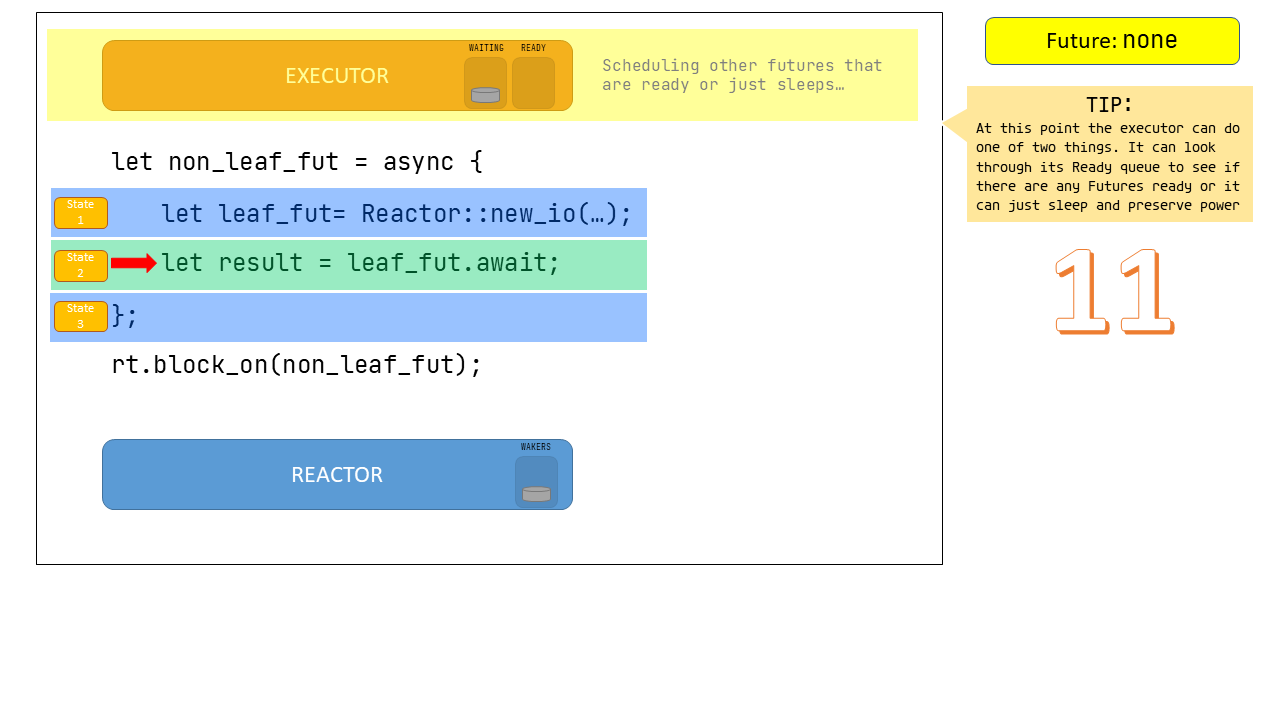 EXECUTOR
WAITING
READY
Scheduling other futures that
are ready or just sleeps…
let non_leaf_fut = async {
State
1
let leaf_fut= Reactor::new_io(…);
State
2
let result = leaf_fut.await;
State
3
};
rt.block_on(non_leaf_fut);
REACTOR
WAKERS
Future: none
TIP:
At this point the executor can do
one of two things. It can look
through its Ready queue to see if
there are any Futures ready or it
can just sleep and preserve power
11